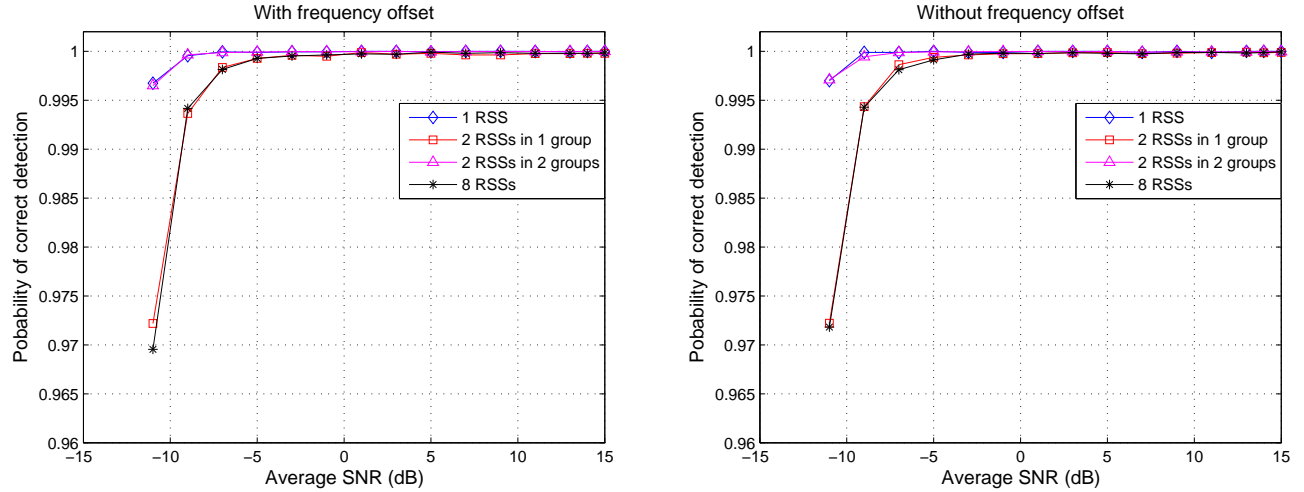 With frequency offset
1
0.995
0.99
0.985
0.98
0.975
0.97
0.965
0.96
−15
−10
−5
0
5
10
15
Pobability of correct detection
Average SNR (dB)
1 RSS
2 RSSs in 1 group
2 RSSs in 2 groups
8 RSSs
Without frequency offset
1
0.995
0.99
0.985
0.98
0.975
0.97
0.965
0.96
−15
−10
−5
0
5
10
15
Pobability of correct detection
Average SNR (dB)
1 RSS
2 RSSs in 1 group
2 RSSs in 2 groups
8 RSSs